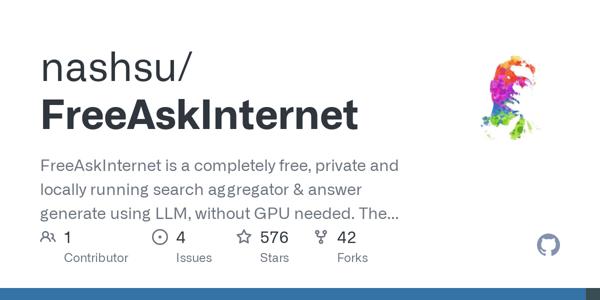 nashsu/
FreeAskInternet
FreeAskInternet is a completely free, private and
locally running search aggregator & answer
generate using LLM, without GPU needed. The...
1 4 576 42
Contributor Issues Stars Forks